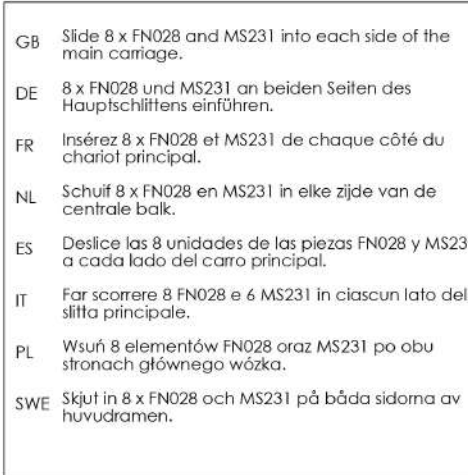 GB Slide 8 x FN028 and MS231 into each side of the
main carriage.
DE 8 x FN028 und MS231 an beiden Seiten des
Hauptschlittens einführen.
FR Insérez 8 x FN028 et MS231 de chaque côté du
chariot principal.
NL Schuif 8 x FN028 en MS231 in elke zijde van de
centrale balk.
ES Deslice las 8 unidades de las piezas FN028 y MS23
a cada lado del carro principal.
IT Far scorrere 8 FN028 e 6 MS231 in ciascun lato del
slitta principale.
PL Wsuń 8 elementów FN028 oraz MS231 po obu
stronach głównego wózka.
SWE Skjut in 8 x FN028 och MS231 på båda sidorna av
huvudramen.